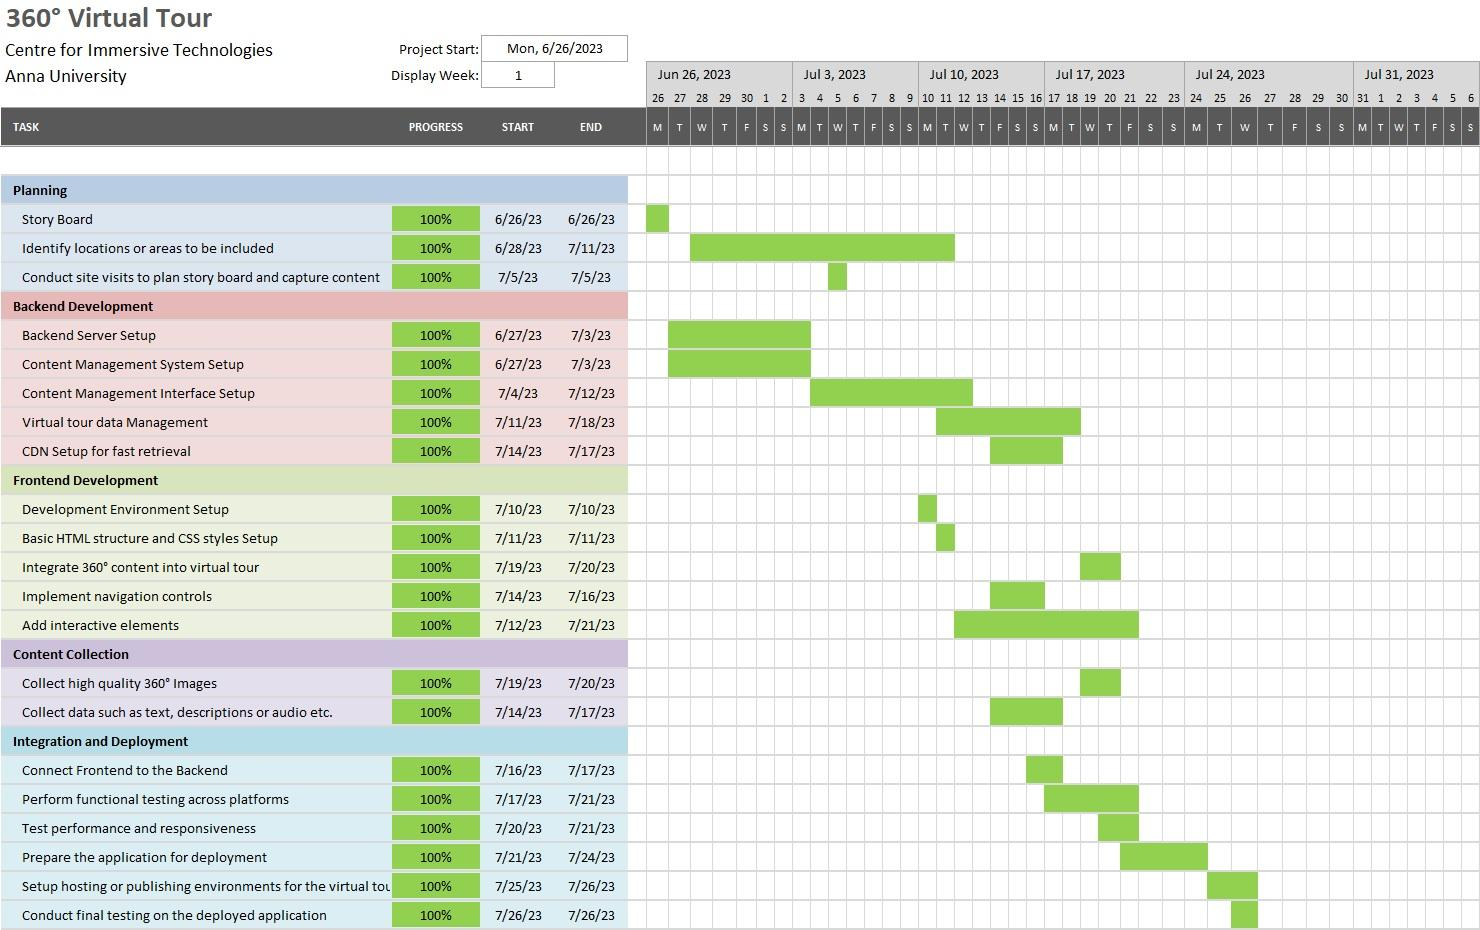 360° Virtual Tour
Centre for Immersive Technologies Project Start: Mon, 6/26/2023
Anna University Display Week: 1
Jun 26, 2023 Jul 3, 2023 Jul 10, 2023 Jul 17, 2023 Jul 24, 2023 Jul 31, 2023
26 27 28 29 30 1 2 3 4 5 6 7 8 9 10 11 12 13 14 15 16 17 18 19 20 21 22 23 24 25 26 27 28 29 30 31 1 2 3 4 5 6
TASK PROGRESS START END M T W T F S S M T W T F S S M T W T F S S M T W T F S S M T W T F S S M T W T F S S
Planning
Story Board 100% 6/26/23 6/26/23
Identify locations or areas to be included 100% 6/28/23 7/11/23
Conduct site visits to plan story board and capture content 100% 7/5/23 7/5/23
Backend Development
Backend Server Setup 100% 6/27/23 7/3/23
Content Management System Setup 100% 6/27/23 7/3/23
Content Management Interface Setup 100% 7/4/23 7/12/23
Virtual tour data Management 100% 7/11/23 7/18/23
CDN Setup for fast retrieval 100% 7/14/23 7/17/23
Frontend Development
Development Environment Setup 100% 7/10/23 7/10/23
Basic HTML structure and CSS styles Setup 100% 7/11/23 7/11/23
Integrate 360° content into virtual tour 100% 7/19/23 7/20/23
Implement navigation controls 100% 7/14/23 7/16/23
Add interactive elements 100% 7/12/23 7/21/23
Content Collection
Collect high quality 360° Images 100% 7/19/23 7/20/23
Collect data such as text, descriptions or audio etc. 100% 7/14/23 7/17/23
Integration and Deployment
Connect Frontend to the Backend 100% 7/16/23 7/17/23
Perform functional testing across platforms 100% 7/17/23 7/21/23
Test performance and responsiveness 100% 7/20/23 7/21/23
Prepare the application for deployment 100% 7/21/23 7/24/23
Setup hosting or publishing environments for the virtual tou 100% 7/25/23 7/26/23
Conduct final testing on the deployed application 100% 7/26/23 7/26/23